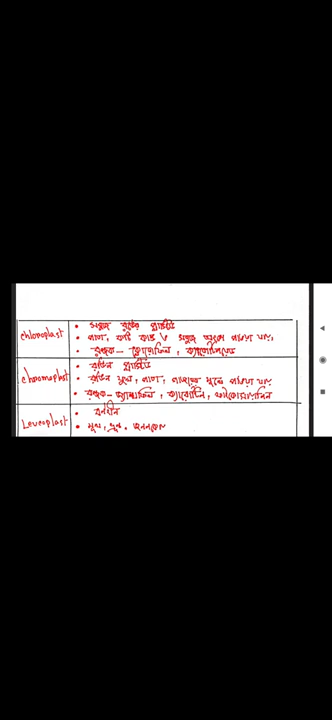 chloroplast
• সবুজ রঙের প্লাস্টিড
• পাতা, কচি কান্ড ও সবুজ অংশে পাওয়া যায়।
• রঞ্জক - ক্লোরোফিল, ক্যারোটিনয়েড
chromoplast
• রঙিন প্লাস্টিড
• রঙিন ফুল, পাতা, গাজরের মূলে পাওয়া যায়
• রঞ্জক - জ্যান্থোফিল, ক্যারোটিন, ফাইকোসায়ানিন
Leucoplast
• বর্ণহীন
• মূল, ভ্রূণ, জননকোষ